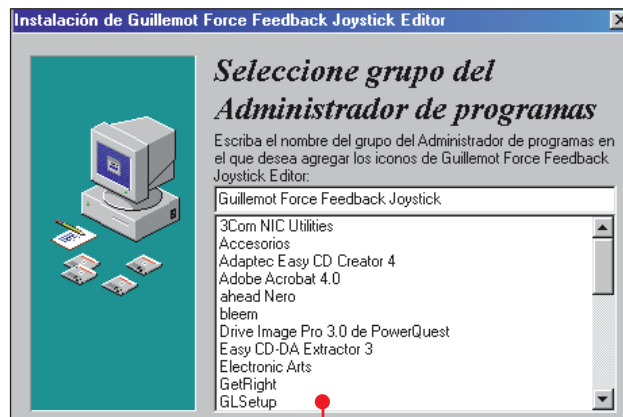 Instalación de Guillemot Force Feedback Joystick Editor
Seleccione grupo del
Administrador de programas
Escriba el nombre del grupo del Administrador de programas en
el que desea agregar los iconos de Guillemot Force Feedback
Joystick Editor:
Guillemot Force Feedback Joystick
3Com NIC Utilities
Accesorios
Adaptec Easy CD Creator 4
Adobe Acrobat 4.0
ahead Nero
bleem
Drive Image Pro 3.0 de PowerQuest
Easy CD-DA Extractor 3
Electronic Arts
GetRight
GLSetup